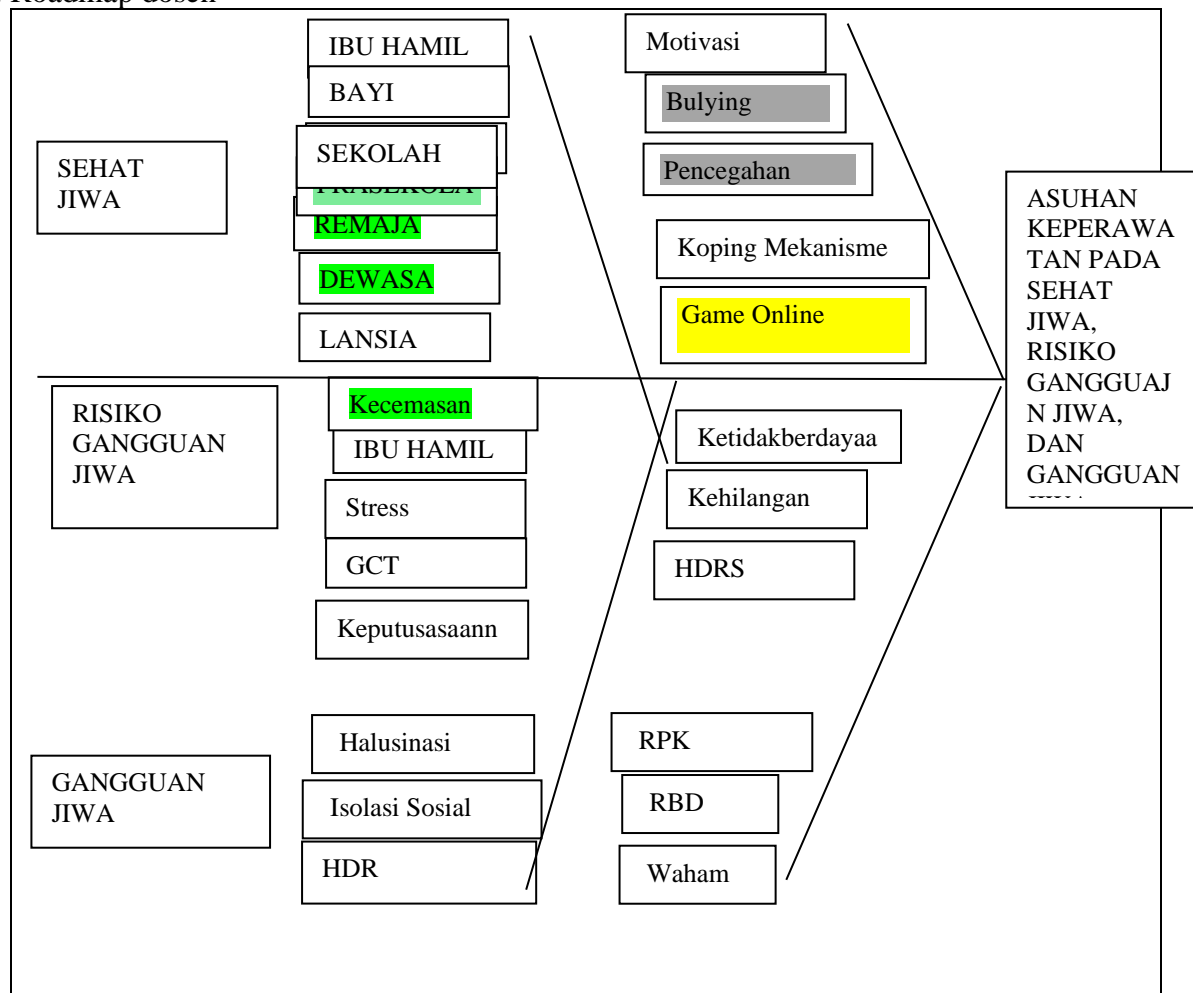 Roadmap dosen
IBU HAMIL
BAYI
SEKOLAH
REMAJA
DEWASA
LANSIA
SEHAT
JIWA
Motivasi
Bulying
Pencegahan
Koping Mekanisme
Game Online
ASUHAN
KEPERAWA
TAN PADA
SEHAT
JIWA,
RISIKO
GANGGUAJ
N JIWA,
DAN
GANGGUAN
RISIKO
GANGGUAN
JIWA
Kecemasan
IBU HAMIL
Stress
GCT
Keputusasaann
Ketidakberdayaa
Kehilangan
HDRS
GANGGUAN
JIWA
Halusinasi
Isolasi Sosial
HDR
RPK
RBD
Waham